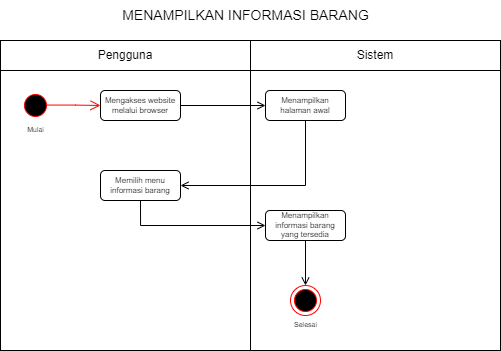 MENAMPILKAN INFORMASI BARANG
Pengguna
Sistem
Mengakses website
melalui browser
Menampilkan
halaman awal
Mulai
Memilih menu
informasi barang
Menampilkan
informasi barang
yang tersedia
Selesai